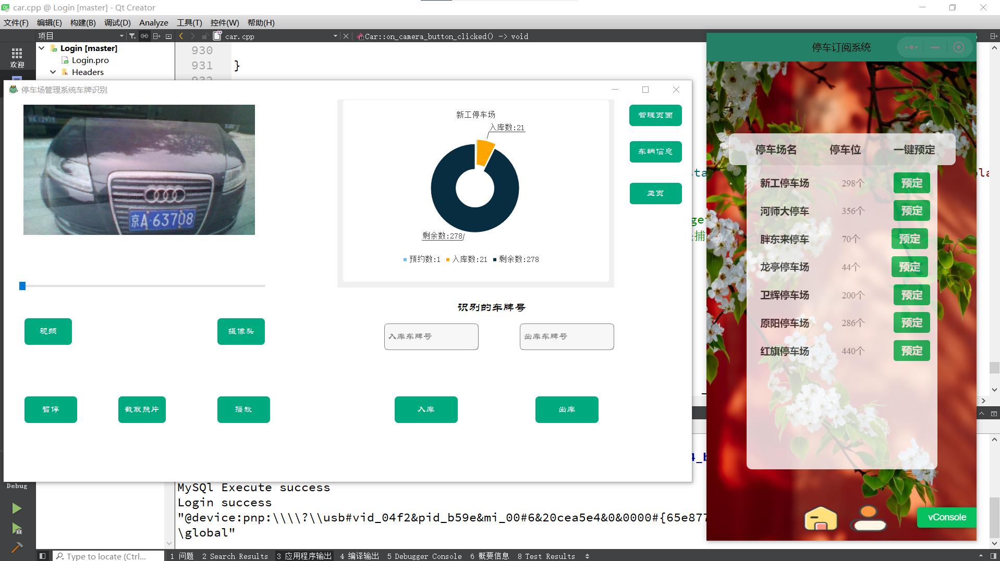 car.cpp @ Login [master] - Qt Creator
文件(F) 编辑(E) 构建(B) 调试(D) Analyze 工具(T) 控件(W) 帮助(H)
项目
car.cpp
Car::on_camera_button_clicked() -> void
欢迎
Login [master]
Login.pro
Headers
930
931 }
停车场管理系统车牌识别
京A·63708
新工停车场
入库数:21
剩余数:278
预约数:1 入库数:21 剩余数:278
管理页面
车辆信息
主页
识别的车牌号
入库车牌号
出库车牌号
视频
摄像头
暂停
截取照片
播放
入库
出库
停车订阅系统
停车场名 停车位 一键预定
新工停车场 298个 预定
河师大停车 356个 预定
胖东来停车 70个 预定
龙亭停车场 44个 预定
卫辉停车场 200个 预定
原阳停车场 286个 预定
红旗停车场 440个 预定
vConsole
Debug
MySQl Execute success
Login success
"@device:pnp:\\\\?\\usb#vid_04f2&pid_b59e&mi_00#6&20cea5e4&0&0000#{65e877
\global"
Type to locate (Ctrl...
1 问题 2 Search Results 3 应用程序输出 4 编译输出 5 Debugger Console 6 概要信息 8 Test Results